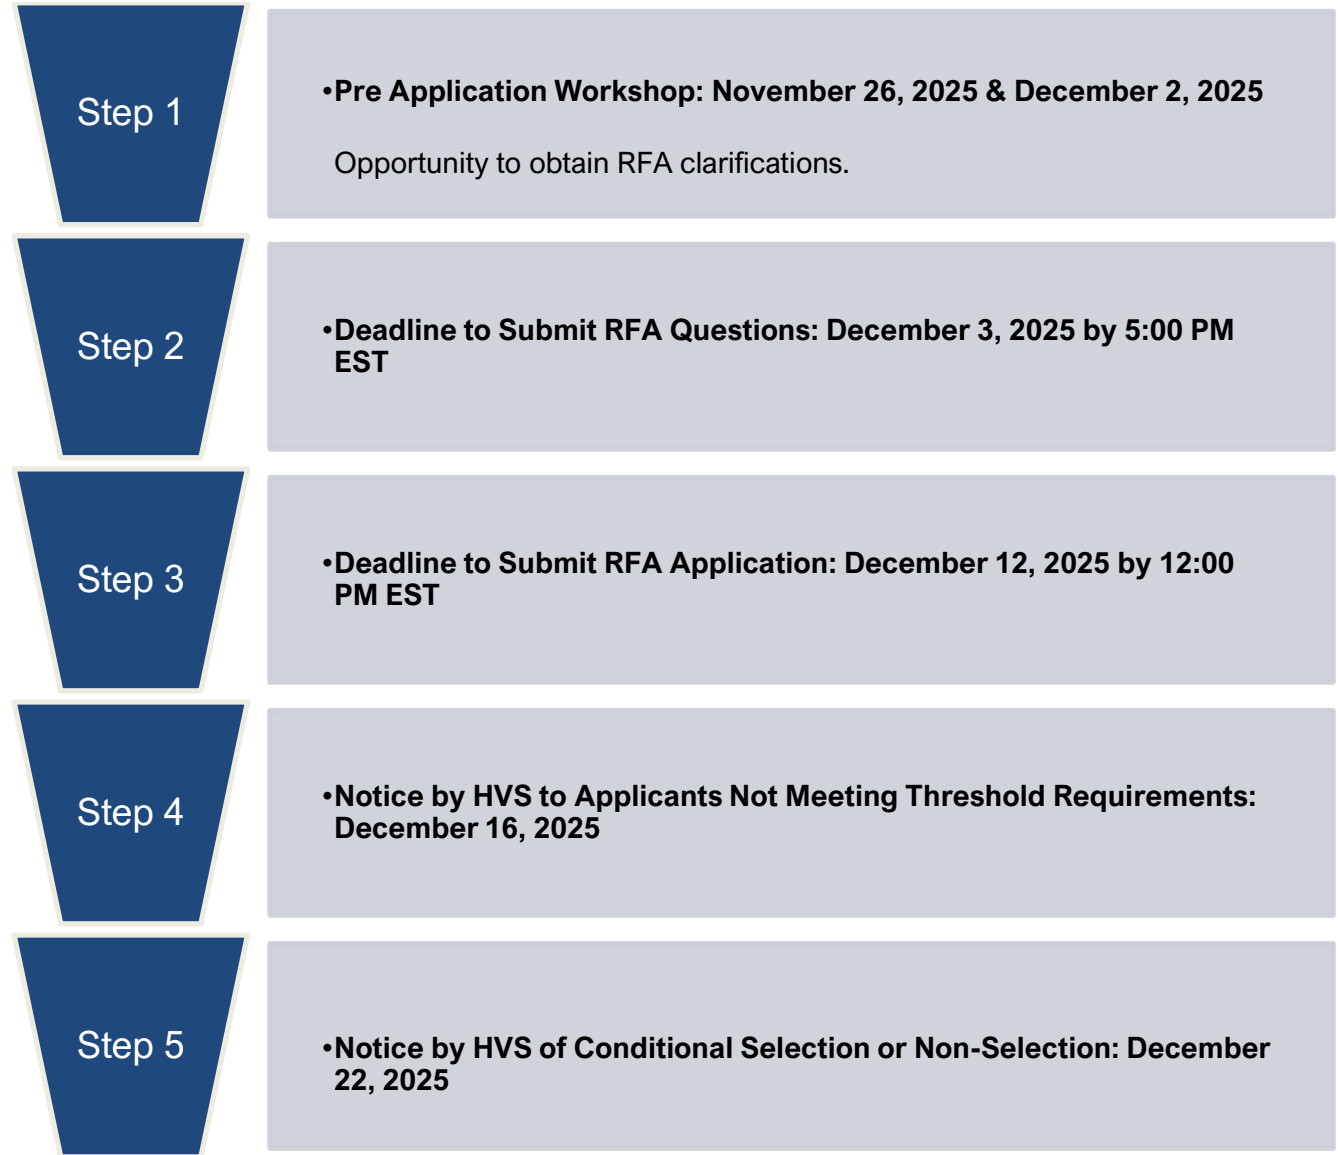 Step 1
•Pre Application Workshop: November 26, 2025 & December 2, 2025
Opportunity to obtain RFA clarifications.
Step 2
•Deadline to Submit RFA Questions: December 3, 2025 by 5:00 PM
EST
Step 3
•Deadline to Submit RFA Application: December 12, 2025 by 12:00
PM EST
Step 4
•Notice by HVS to Applicants Not Meeting Threshold Requirements:
December 16, 2025
Step 5
•Notice by HVS of Conditional Selection or Non-Selection: December
22, 2025